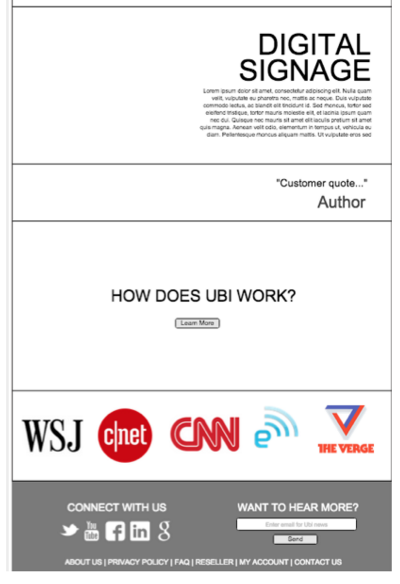 DIGITAL
SIGNAGE
Lorem ipsum dolor sit amet, consectetur adipiscing elit. Nulla quam
velit, vulputate eu pharetra nec, mattis ac neque. Duis vulputate
commodo lectus, ac blandit elit tincidunt id. Sed rhoncus, tortor sed
eleifend tristique, tortor mauris molestie elit, et lacinia ipsum quam
nec dui. Quisque nec mauris sit amet elit iaculis pretium sit amet
quis magna. Aenean velit odio, elementum in tempus ut, vehicula eu
diam. Pellentesque rhoncus aliquam mattis. Ut vulputate eros sed
"Customer quote..."
Author
HOW DOES UBI WORK?
Learn More
WSJ
c|net
CNN
e
THE VERGE
CONNECT WITH US
You
Tube
f
in
8
WANT TO HEAR MORE?
Enter email for Ubi news
Send
ABOUT US | PRIVACY POLICY | FAQ | RESELLER | MY ACCOUNT | CONTACT US